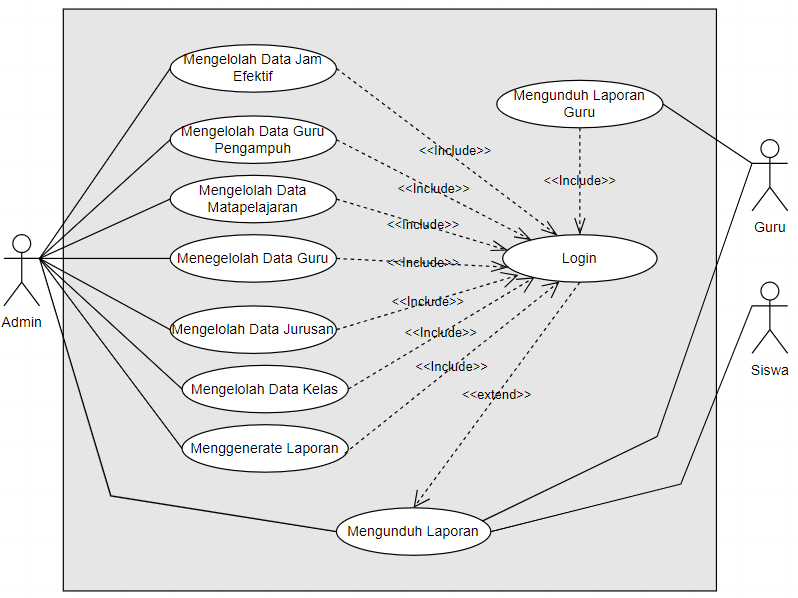 Mengelolah Data Jam
Efektif
Mengunduh Laporan
Guru
Mengelolah Data Guru
Pengampuh
<<Include>>
<<Include>>
<<Include>>
Mengelolah Data
Matapelajaran
<<Include>>
Guru
Menegelolah Data Guru
<<Include>>
Login
Admin
Mengelolah Data Jurusan
<<Include>>
<<Include>>
<<Include>>
Siswa
Mengelolah Data Kelas
<<extend>>
Menggenerate Laporan
Mengunduh Laporan